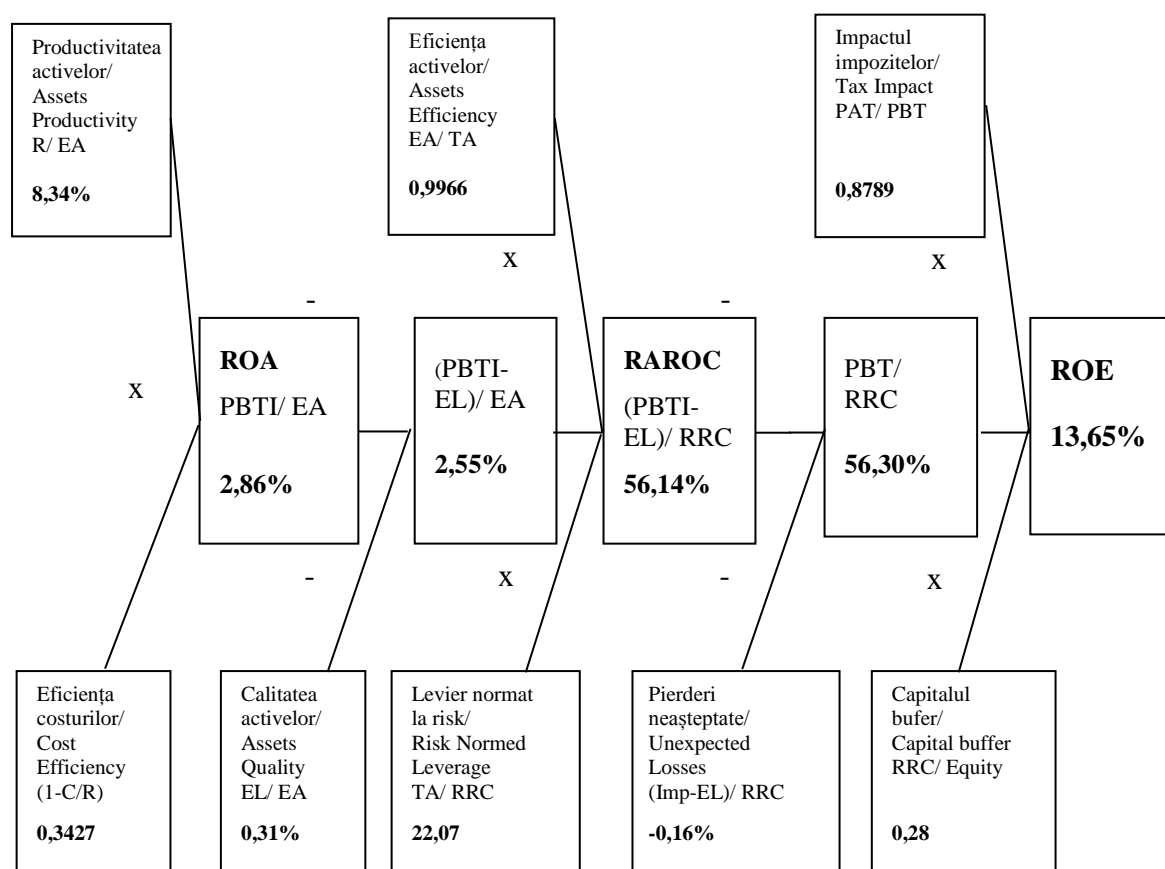 Productivitatea
activelor/
Assets
Productivity
R/ EA
8,34%
Eficiența
activelor/
Assets
Efficiency
EA/ TA
0,9966
Impactul
impozitelor/
Tax Impact
PAT/ PBT
0,8789
x
x
-
-
x
ROA
PBTI/ EA
2,86%
(PBTI-
EL)/ EA
2,55%
RAROC
(PBTI-
EL)/ RRC
56,14%
PBT/
RRC
56,30%
ROE
13,65%
-
x
-
x
Eficiența
costurilor/
Cost
Efficiency
(1-C/R)
0,3427
Calitatea
activelor/
Assets
Quality
EL/ EA
0,31%
Levier normat
la risk/
Risk Normed
Leverage
TA/ RRC
22,07
Pierderi
neașteptate/
Unexpected
Losses
(Imp-EL)/ RRC
-0,16%
Capitalul
bufer/
Capital buffer
RRC/ Equity
0,28